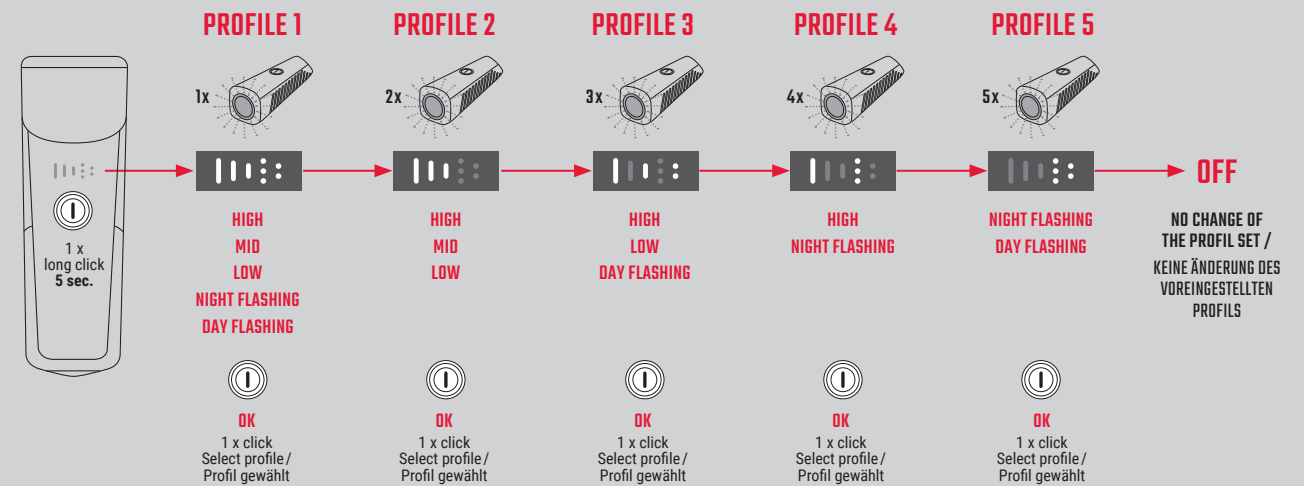 PROFILE 1
PROFILE 2
PROFILE 3
PROFILE 4
PROFILE 5
1x
2x
3x
4x
5x
1 x
long click
5 sec.
HIGH
MID
LOW
NIGHT FLASHING
DAY FLASHING
OK
1 x click
Select profile /
Profil gewählt
HIGH
MID
LOW
OK
1 x click
Select profile /
Profil gewählt
HIGH
LOW
DAY FLASHING
OK
1 x click
Select profile /
Profil gewählt
HIGH
NIGHT FLASHING
OK
1 x click
Select profile /
Profil gewählt
NIGHT FLASHING
DAY FLASHING
OK
1 x click
Select profile /
Profil gewählt
OFF
NO CHANGE OF
THE PROFIL SET /
KEINE ÄNDERUNG DES
VOREINGESTELLTEN
PROFILS